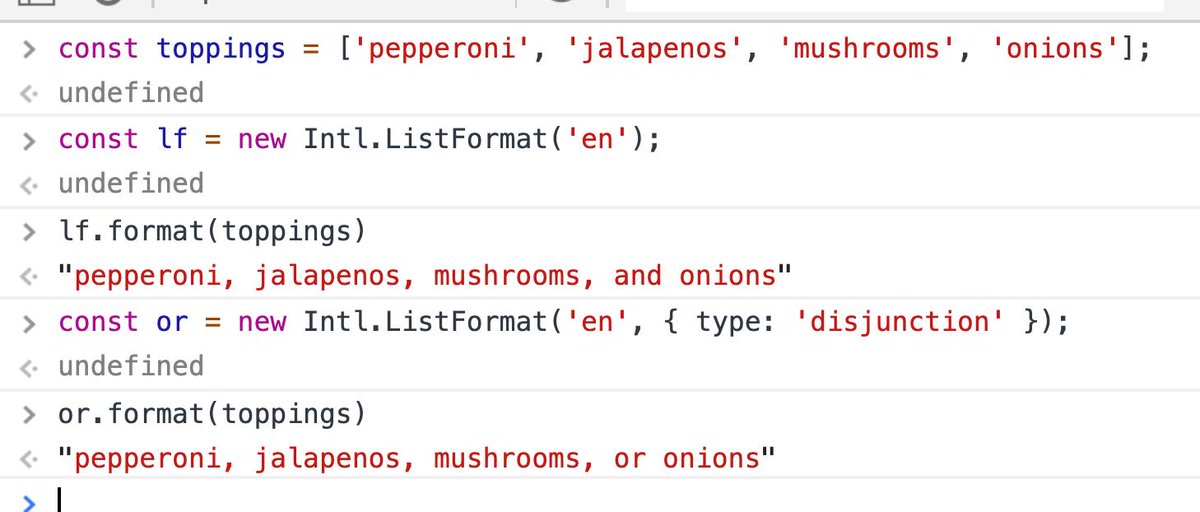 > const toppings = ['pepperoni', 'jalapenos', 'mushrooms', 'onions'];
undefined
> const lf = new Intl.ListFormat('en');
undefined
> lf.format(toppings)
"pepperoni, jalapenos, mushrooms, and onions"
> const or = new Intl.ListFormat('en', { type: 'disjunction' });
undefined
> or.format(toppings)
"pepperoni, jalapenos, mushrooms, or onions"
>